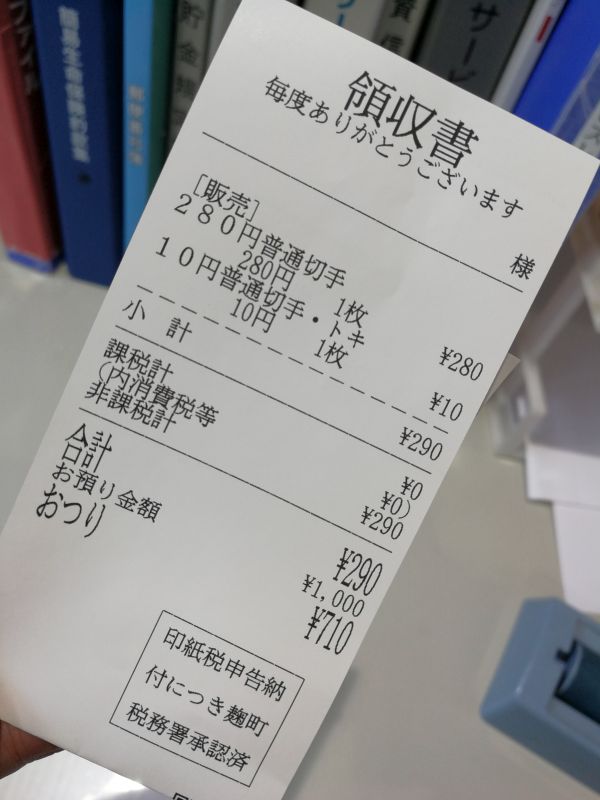 領収書
毎度ありがとうございます
様
[販売]
280円普通切手
280円 1枚 ¥280
10円普通切手・トキ
10円 1枚 ¥10
小 計 ¥290
課税計 ¥0
(内消費税等 ¥0)
非課税計 ¥290
合計 ¥290
お預り金額 ¥1,000
おつり ¥710
印紙税申告納
付につき麹町
税務署承認済